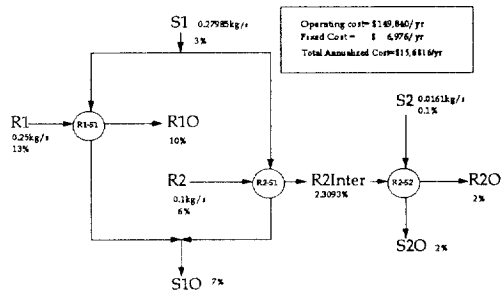 S1 0.27985kg/s
3%
Operating cost= $149,840/yr
Fixed Cost= $ 6,976/yr
Total Annualized Cost=$15,6816/yr
S2 0.0161kg/s
0.1%
R1
0.25kg/s
13%
R1-S1
R1O
10%
R2
0.1kg/s
6%
R2-S1
R2Inter
2.3093%
R2-S2
R2O
2%
S2O 2%
S1O 7%